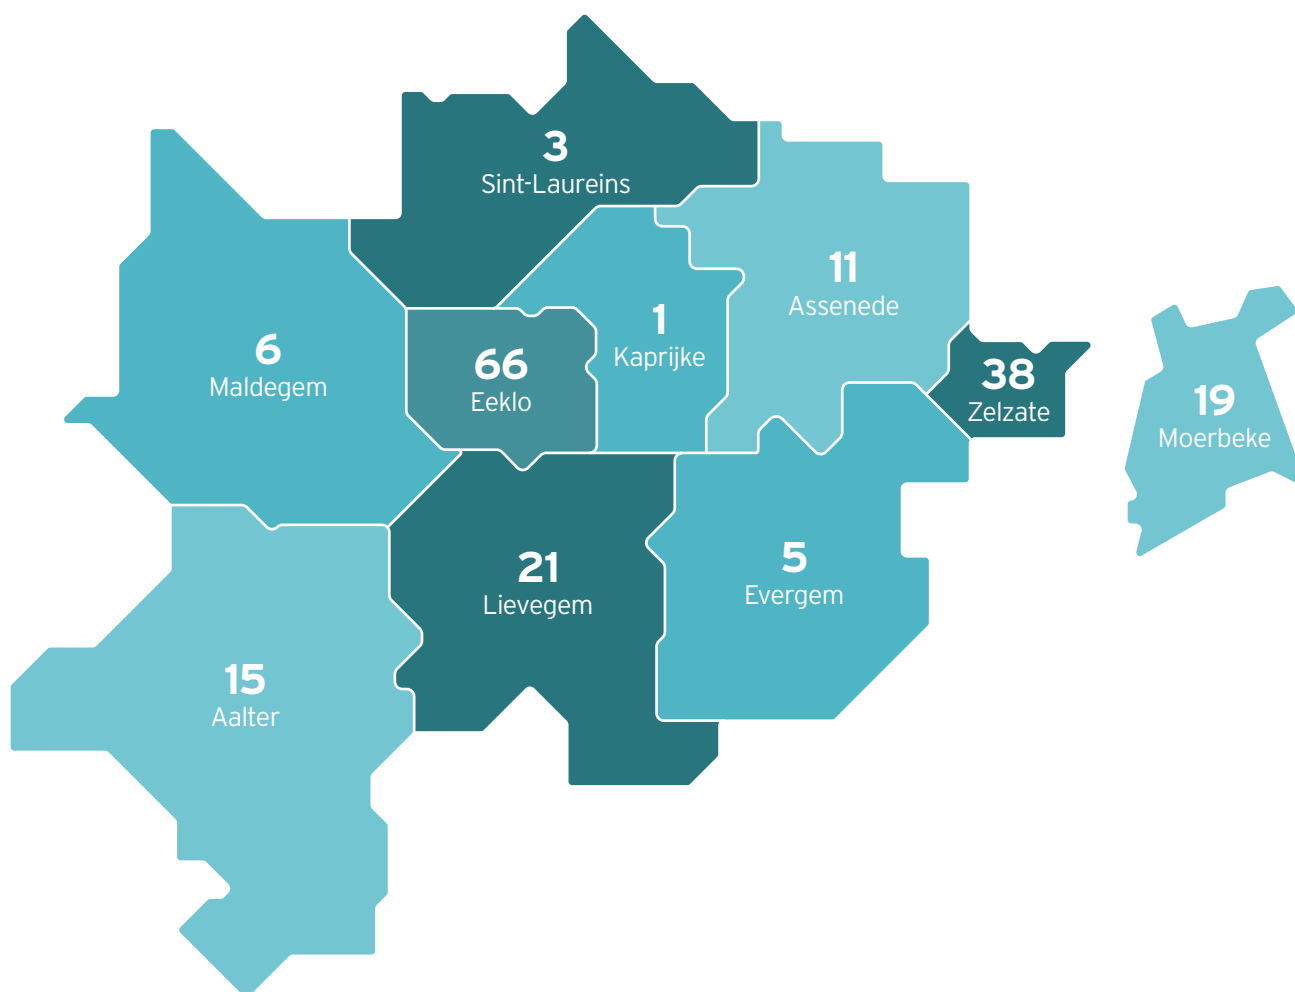 3
Sint-Laureins
11
Assenede
1
Kaprijke
6
Maldegem
66
Eeklo
38
Zelzate
19
Moerbeke
21
Lievegem
5
Evergem
15
Aalter